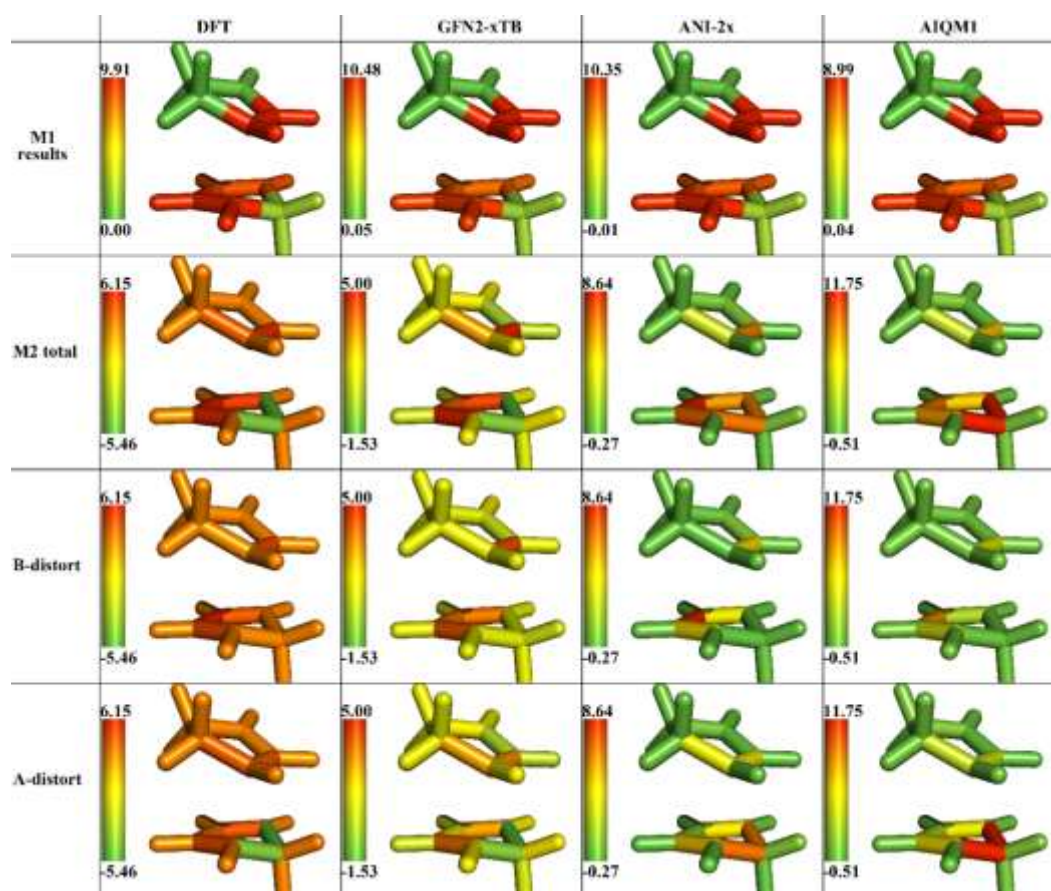 DFT GFN2-xTB ANI-2x AIQM1
9.91 10.48 10.35 8.99
M1
results
0.00 0.05 -0.01 0.04
6.15 5.00 8.64 11.75
M2 total
-5.46 -1.53 -0.27 -0.51
6.15 5.00 8.64 11.75
B-distort
-5.46 -1.53 -0.27 -0.51
6.15 5.00 8.64 11.75
A-distort
-5.46 -1.53 -0.27 -0.51